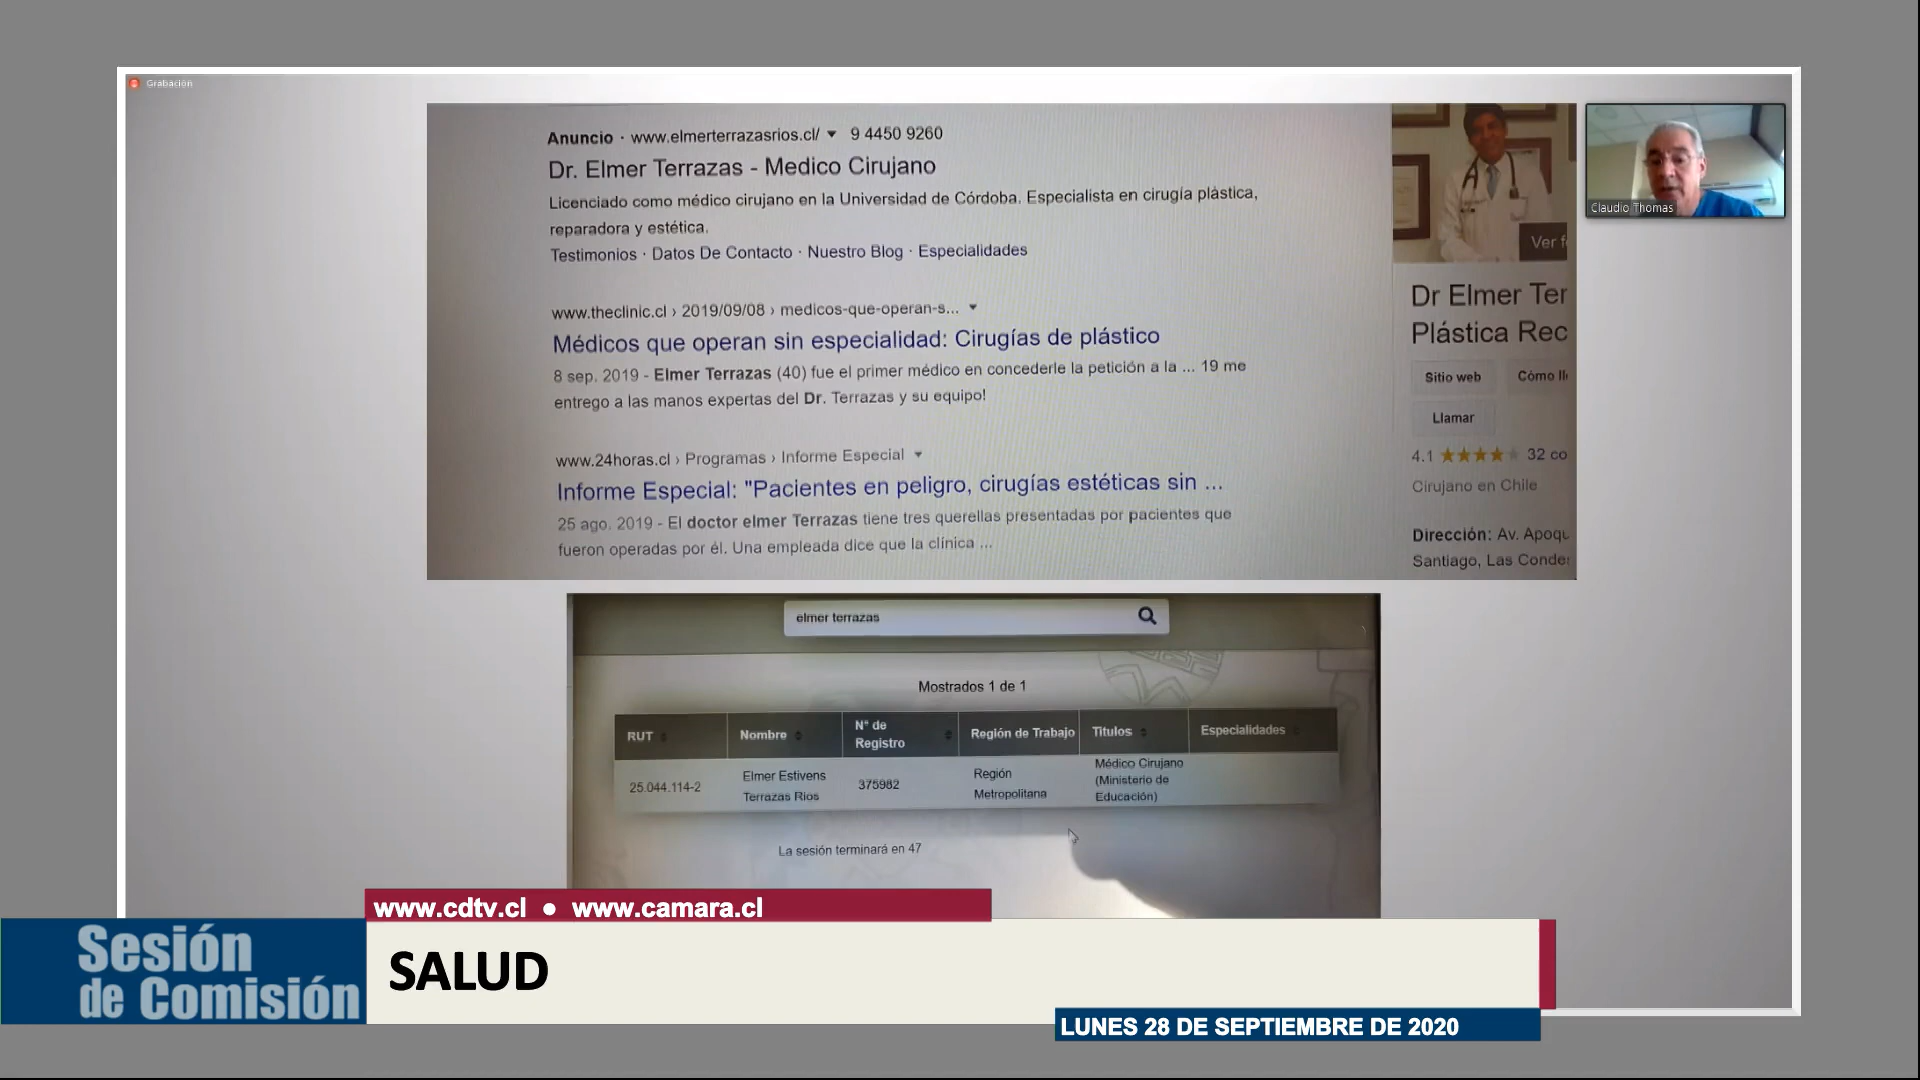 Grabación
Anuncio · www.elmerterrazasrios.cl/ 9 4450 9260
Dr. Elmer Terrazas - Medico Cirujano
Licenciado como médico cirujano en la Universidad de Córdoba. Especialista en cirugía plástica,
reparadora y estética.
Testimonios · Datos De Contacto · Nuestro Blog · Especialidades
www.theclinic.cl › 2019/09/08 › medicos-que-operan-s...
Médicos que operan sin especialidad: Cirugías de plástico
8 sep. 2019 - Elmer Terrazas (40) fue el primer médico en concederle la petición a la ... 19 me
entrego a las manos expertas del Dr. Terrazas y su equipo!
www.24horas.cl › Programas › Informe Especial
Informe Especial: "Pacientes en peligro, cirugías estéticas sin ...
25 ago. 2019 - El doctor elmer Terrazas tiene tres querellas presentadas por pacientes que
fueron operadas por él. Una empleada dice que la clínica ...
Ver f
Dr Elmer Ter
Plástica Rec
Sitio web Cómo ll
Llamar
4.1 32 co
Cirujano en Chile
Dirección: Av. Apoqu
Santiago, Las Conde
Claudio Thomas
elmer terrazas
Mostrados 1 de 1
RUT Nombre N° de Registro Región de Trabajo Títulos Especialidades
25.044.114-2 Elmer Estivens Terrazas Rios 375982 Región Metropolitana Médico Cirujano (Ministerio de Educación)
La sesión terminará en 47
www.cdtv.cl ● www.camara.cl
Sesión
de Comisión
SALUD
LUNES 28 DE SEPTIEMBRE DE 2020